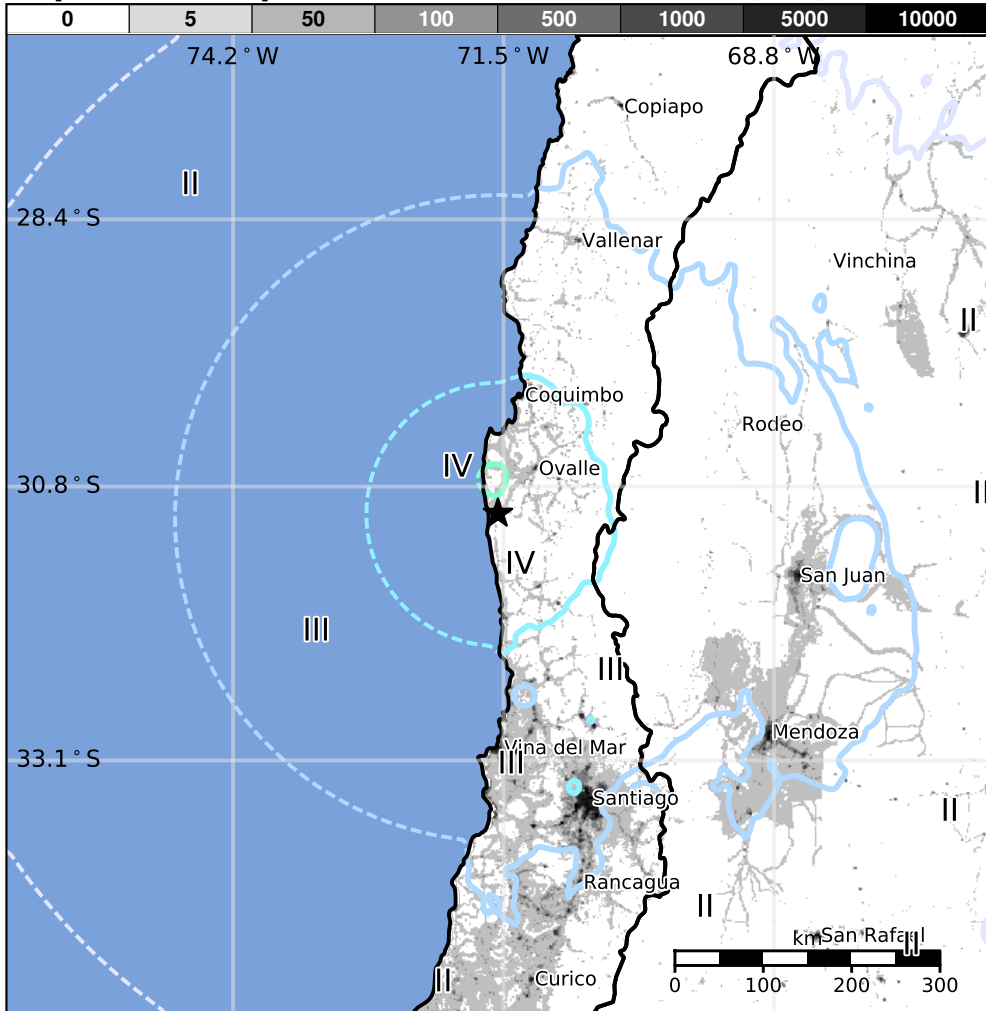 0 5 50 100 500 1000 5000 10000
74.2°W 71.5°W 68.8°W
Copiapo
II
28.4°S
Vallenar
Vinchina
II
Coquimbo
Rodeo
IV
Ovalle
30.8°S
IV
San Juan
III
III
Mendoza
Vina del Mar
33.1°S
III
Santiago
II
Rancagua
II
km San Rafael
II
II
Curico
0 100 200 300